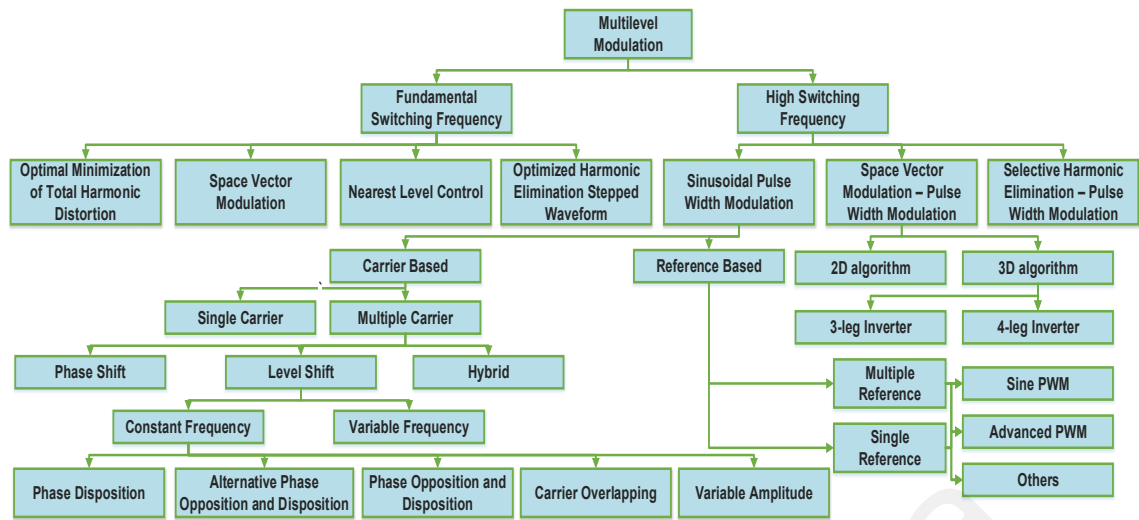 Multilevel
Modulation
Fundamental
Switching Frequency
High Switching
Frequency
Optimal Minimization
of Total Harmonic
Distortion
Space Vector
Modulation
Nearest Level Control
Optimized Harmonic
Elimination Stepped
Waveform
Sinusoidal Pulse
Width Modulation
Space Vector
Modulation – Pulse
Width Modulation
Selective Harmonic
Elimination – Pulse
Width Modulation
Carrier Based
Reference Based
2D algorithm
3D algorithm
Single Carrier
Multiple Carrier
3-leg Inverter
4-leg Inverter
Phase Shift
Level Shift
Hybrid
Multiple
Reference
Sine PWM
Constant Frequency
Variable Frequency
Single
Reference
Advanced PWM
Others
Phase Disposition
Alternative Phase
Opposition and Disposition
Phase Opposition and
Disposition
Carrier Overlapping
Variable Amplitude